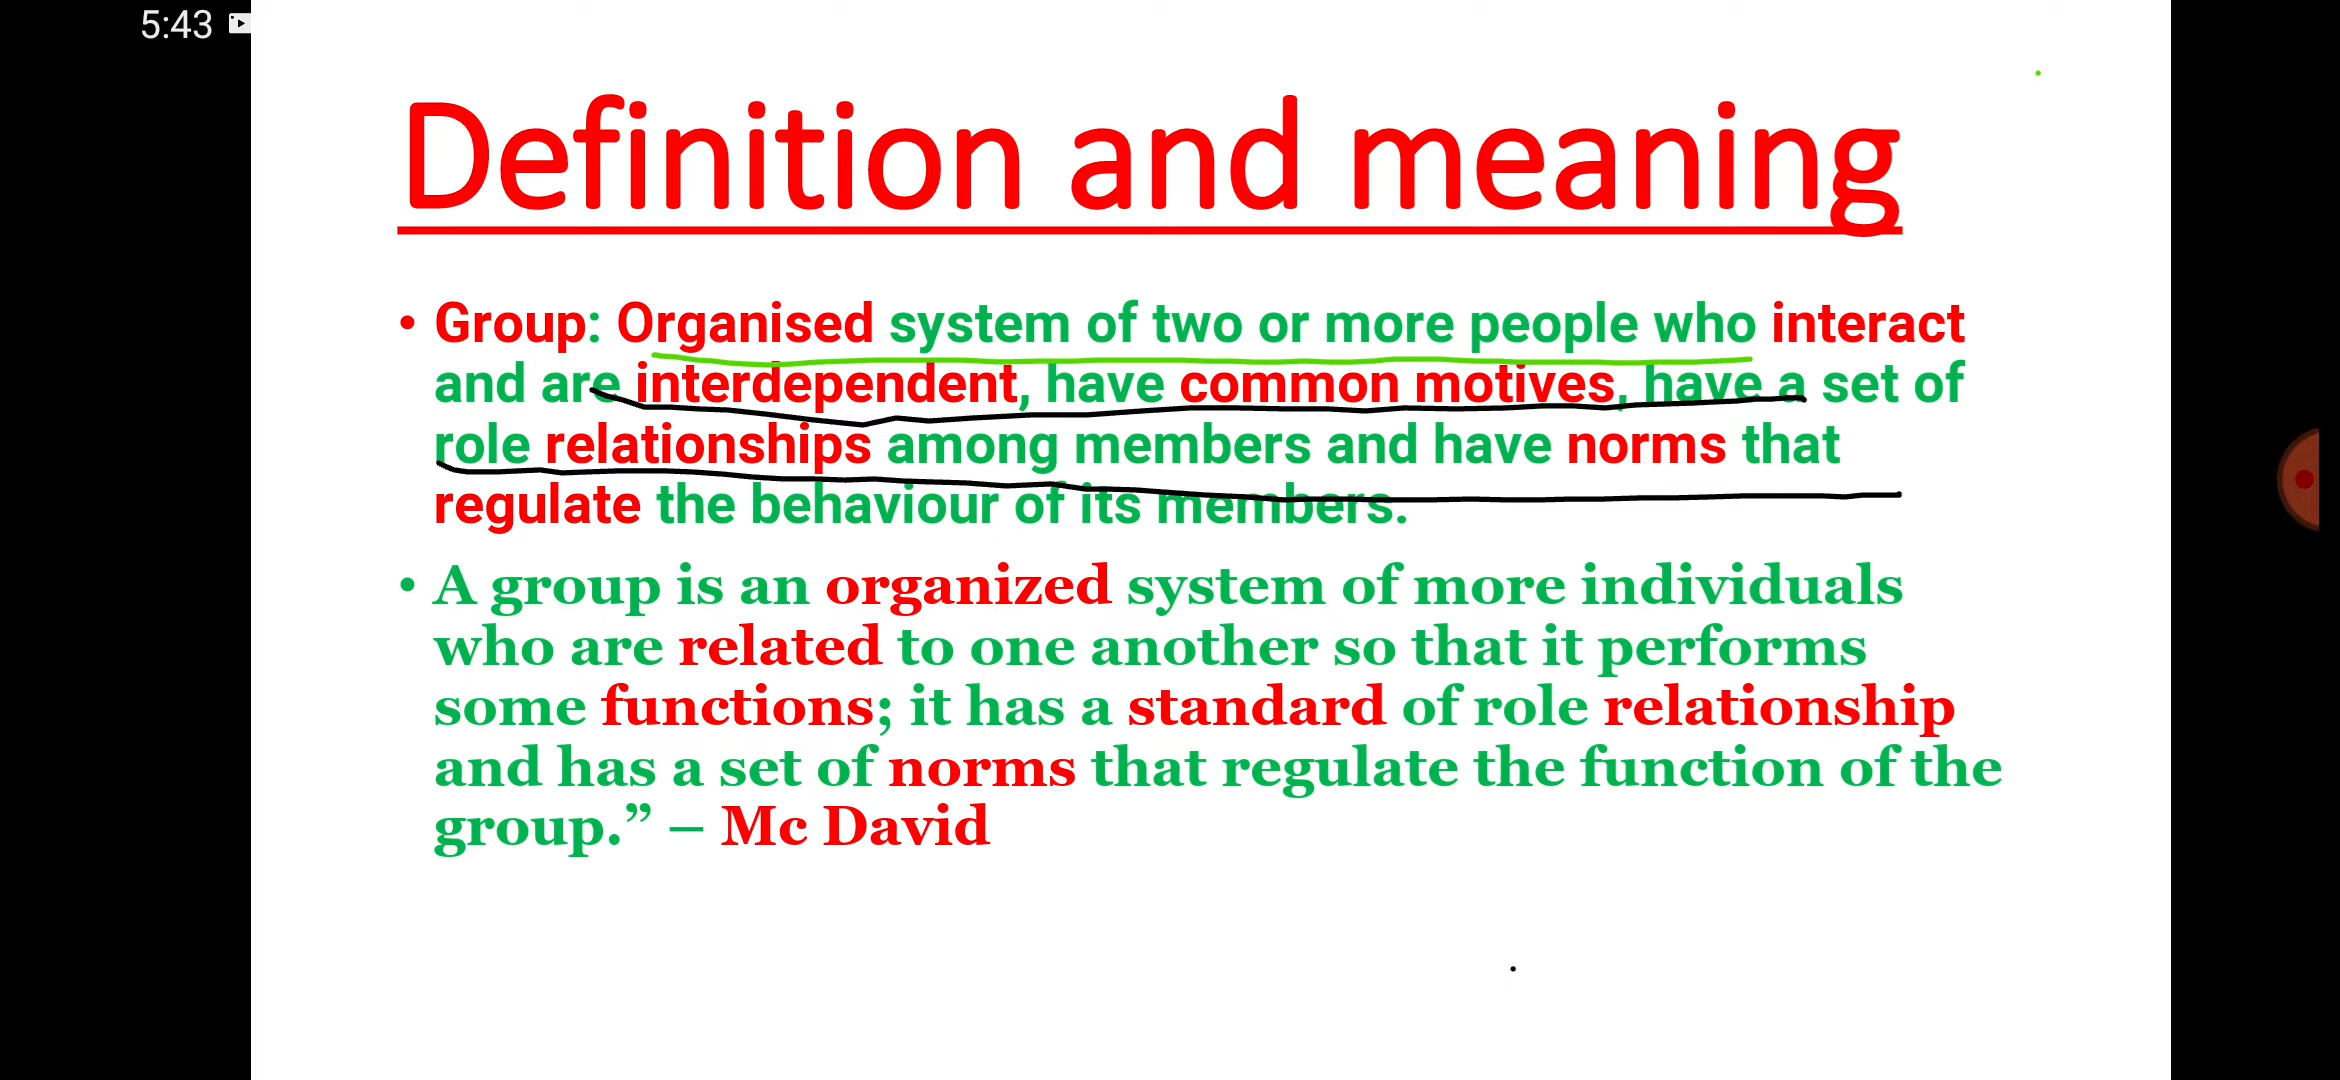 5:43
Definition and meaning
• Group: Organised system of two or more people who interact
and are interdependent, have common motives, have a set of
role relationships among members and have norms that
regulate the behaviour of its members.
• A group is an organized system of more individuals
who are related to one another so that it performs
some functions; it has a standard of role relationship
and has a set of norms that regulate the function of the
group.” – Mc David